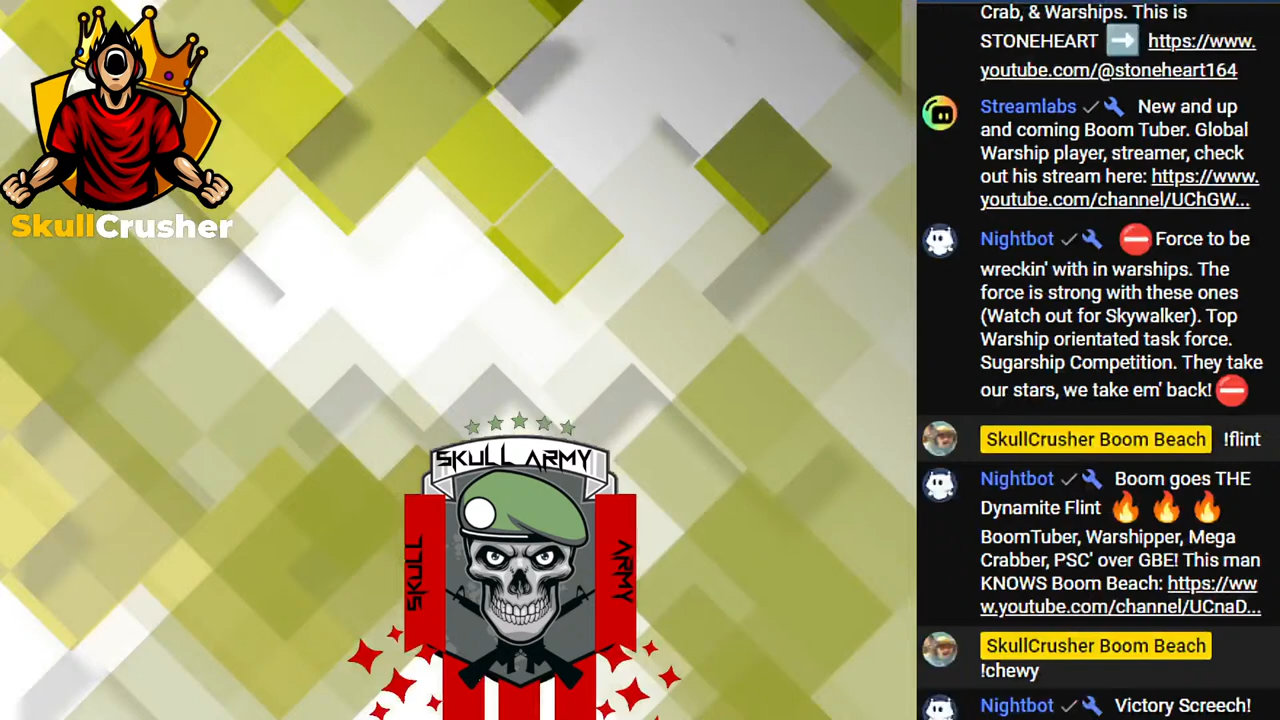 SkullCrusher
SKULL ARMY
SKULL
ARMY
Crab, & Warships. This is
STONEHEART ➡️ https://www.
youtube.com/@stoneheart164
Streamlabs New and up
and coming Boom Tuber. Global
Warship player, streamer, check
out his stream here: https://www.
youtube.com/channel/UChGW...
Nightbot ⛔Force to be
wreckin' with in warships. The
force is strong with these ones
(Watch out for Skywalker). Top
Warship orientated task force.
Sugarship Competition. They take
our stars, we take em' back!⛔
SkullCrusher Boom Beach !flint
Nightbot Boom goes THE
Dynamite Flint 🔥 🔥 🔥
BoomTuber, Warshipper, Mega
Crabber, PSC' over GBE! This man
KNOWS Boom Beach: https://ww
w.youtube.com/channel/UCnaD...
SkullCrusher Boom Beach
!chewy
Nightbot Victory Screech!